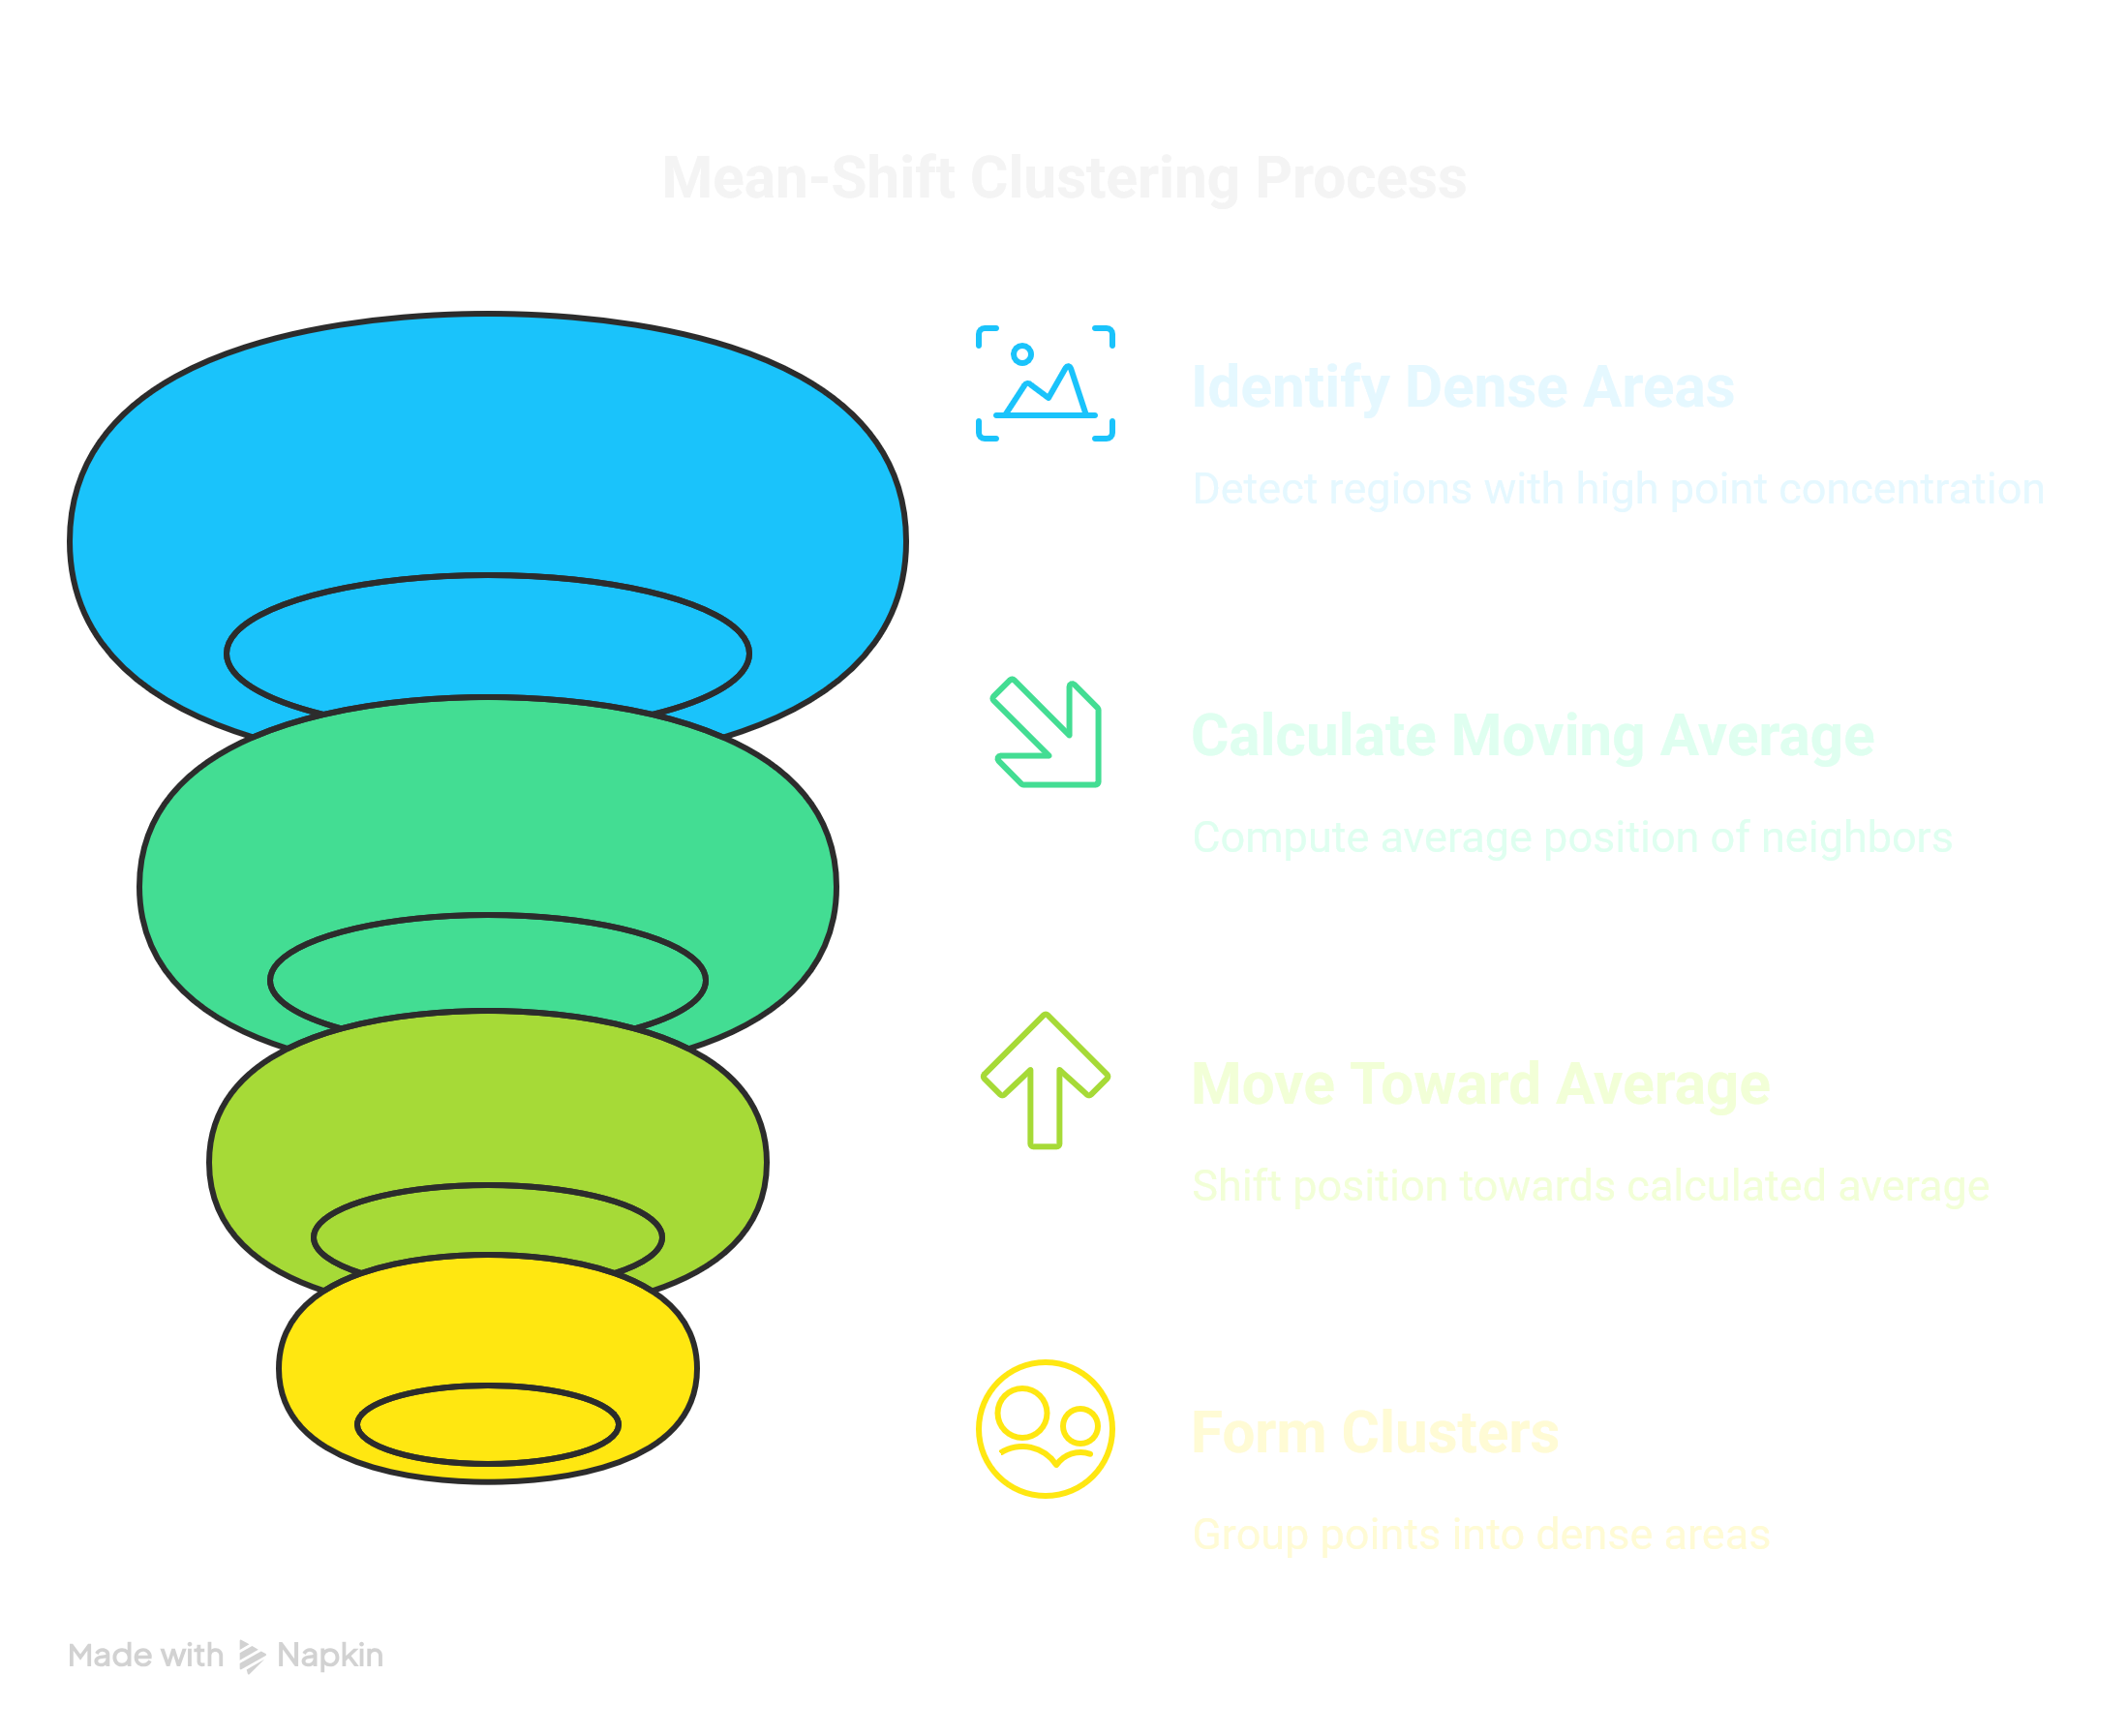 Mean-Shift Clustering Process
Identify Dense Areas
Detect regions with high point concentration
Calculate Moving Average
Compute average position of neighbors
Move Toward Average
Shift position towards calculated average
Form Clusters
Group points into dense areas
Made with Napkin